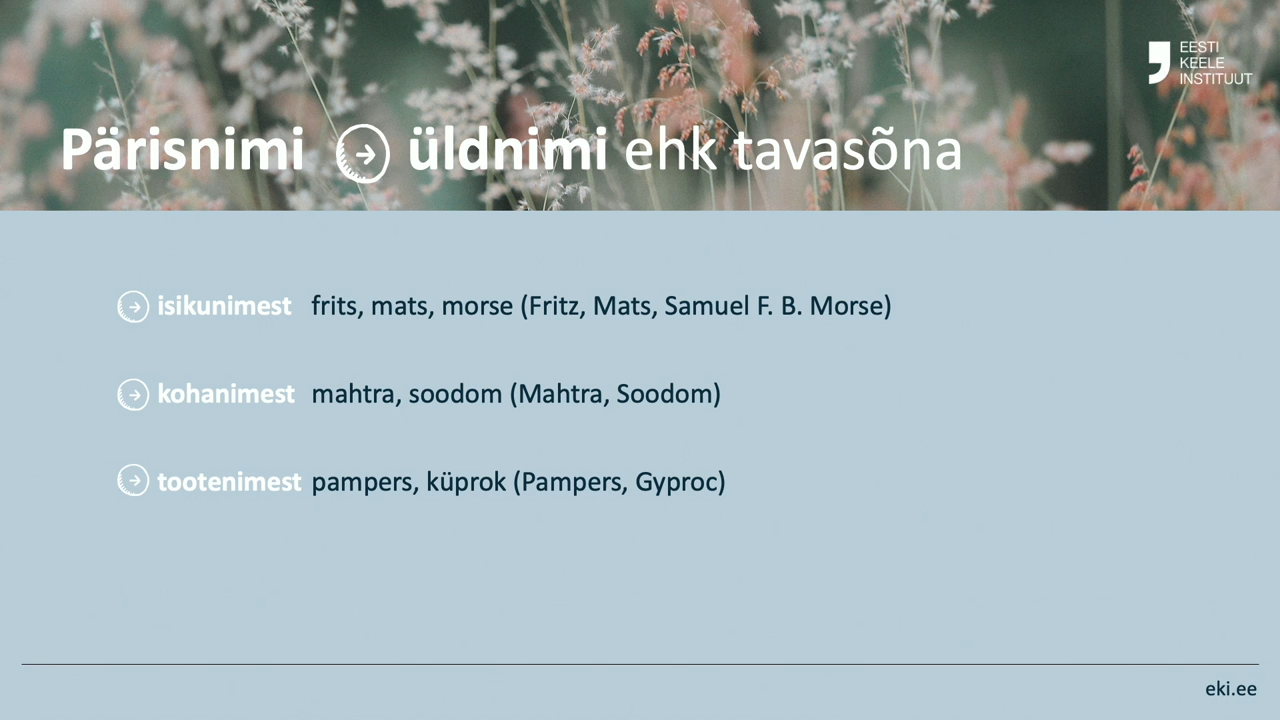 EESTI
KEELE
INSTITUUT
Pärisnimi üldnimi ehk tavasõna
isikunimest frits, mats, morse (Fritz, Mats, Samuel F. B. Morse)
kohanimest mahtra, soodom (Mahtra, Soodom)
tootenimest pampers, küprok (Pampers, Gyproc)
eki.ee